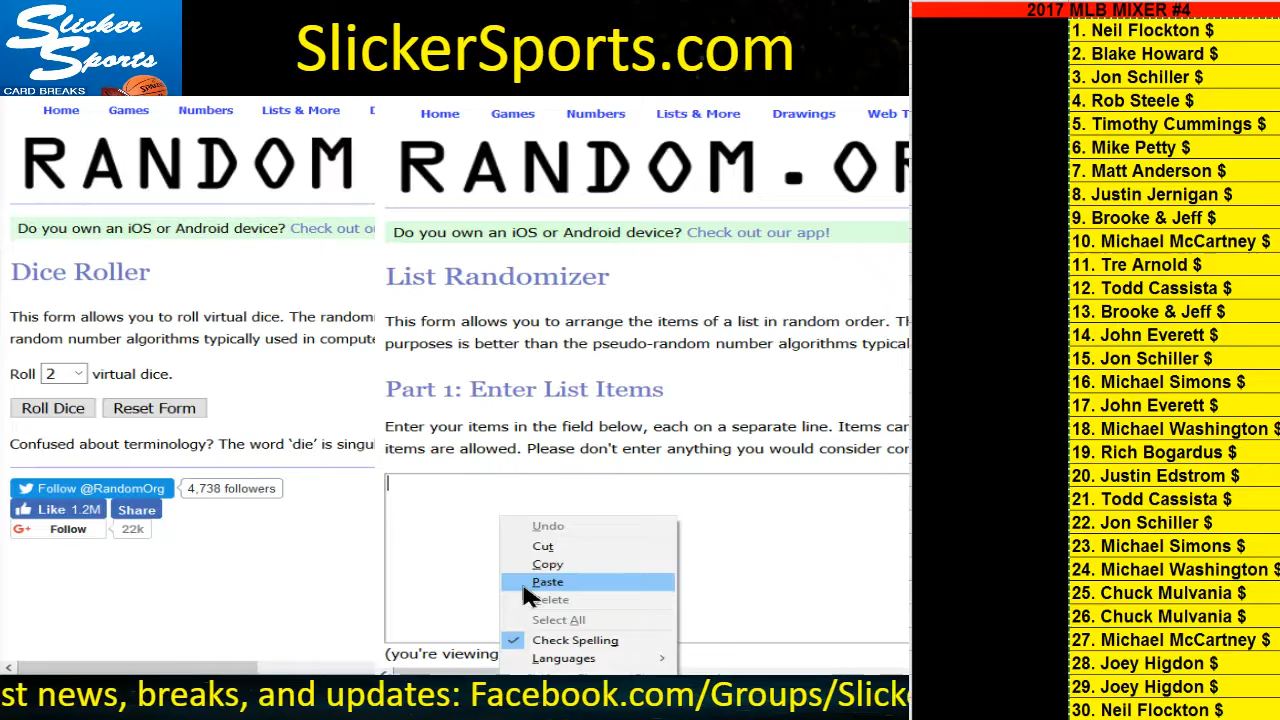 Slicker
Sports
CARD BREAKS
SlickerSports.com
Home Games Numbers Lists & More
RANDOM
Do you own an iOS or Android device? Check out
Dice Roller
This form allows you to roll virtual dice. The
random number algorithms typically used in
Roll 2 virtual dice.
Roll Dice Reset Form
Confused about terminology? The word ‘die’ is
Follow @RandomOrg 4,738 followers
Like 1.2M Share
G+ Follow 22k
Home Games Numbers Lists & More Drawings Web
RANDOM.OR
Do you own an iOS or Android device? Check out our app!
List Randomizer
This form allows you to arrange the items of a list in random order.
purposes is better than the pseudo-random number algorithms
Part 1: Enter List Items
Enter your items in the field below, each on a separate line. Items
items are allowed. Please don't enter anything you would consider
Undo
Cut
Copy
Paste
Delete
Select All
Check Spelling
Languages
(you're viewing
2017 MLB MIXER #4
1. Neil Flockton $
2. Blake Howard $
3. Jon Schiller $
4. Rob Steele $
5. Timothy Cummings $
6. Mike Petty $
7. Matt Anderson $
8. Justin Jernigan $
9. Brooke & Jeff $
10. Michael McCartney $
11. Tre Arnold $
12. Todd Cassista $
13. Brooke & Jeff $
14. John Everett $
15. Jon Schiller $
16. Michael Simons $
17. John Everett $
18. Michael Washington $
19. Rich Bogardus $
20. Justin Edstrom $
21. Todd Cassista $
22. Jon Schiller $
23. Michael Simons $
24. Michael Washington $
25. Chuck Mulvania $
26. Chuck Mulvania $
27. Michael McCartney $
28. Joey Higdon $
29. Joey Higdon $
30. Neil Flockton $
st news, breaks, and updates: Facebook.com/Groups/Slicke